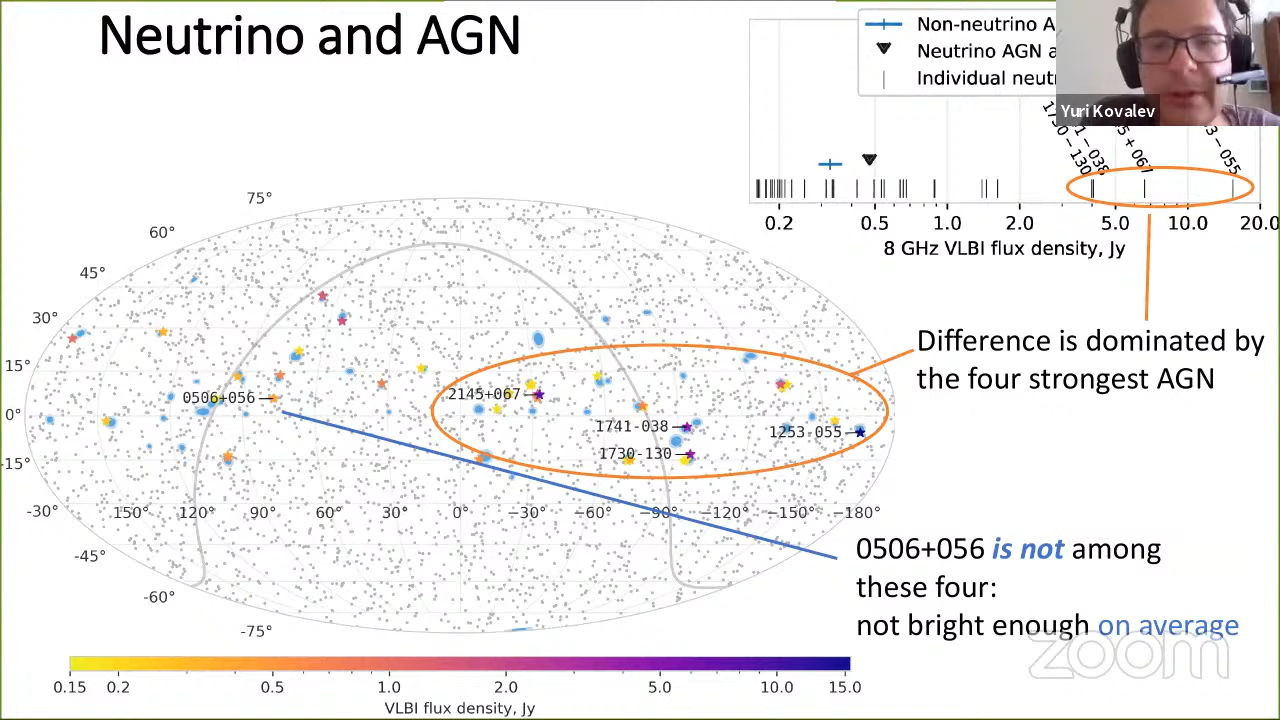 Neutrino and AGN
Non-neutrino A
Neutrino AGN a
Individual neut
Yuri Kovalev
1730−130
+ 067
− 055
0.2 0.5 1.0 2.0 5.0 10.0 20.0
8 GHz VLBI flux density, Jy
75°
60°
45°
30°
15°
0°
-15°
-30°
-45°
-60°
-75°
150° 120° 90° 60° 30° 0° −30° −60° −90° −120° −150° −180°
0506+056
2145+067
1741-038
1730-130
1253-055
Difference is dominated by
the four strongest AGN
0506+056 is not among
these four:
not bright enough on average
zoom
0.15 0.2 0.5 1.0 2.0 5.0 10.0 15.0
VLBI flux density, Jy